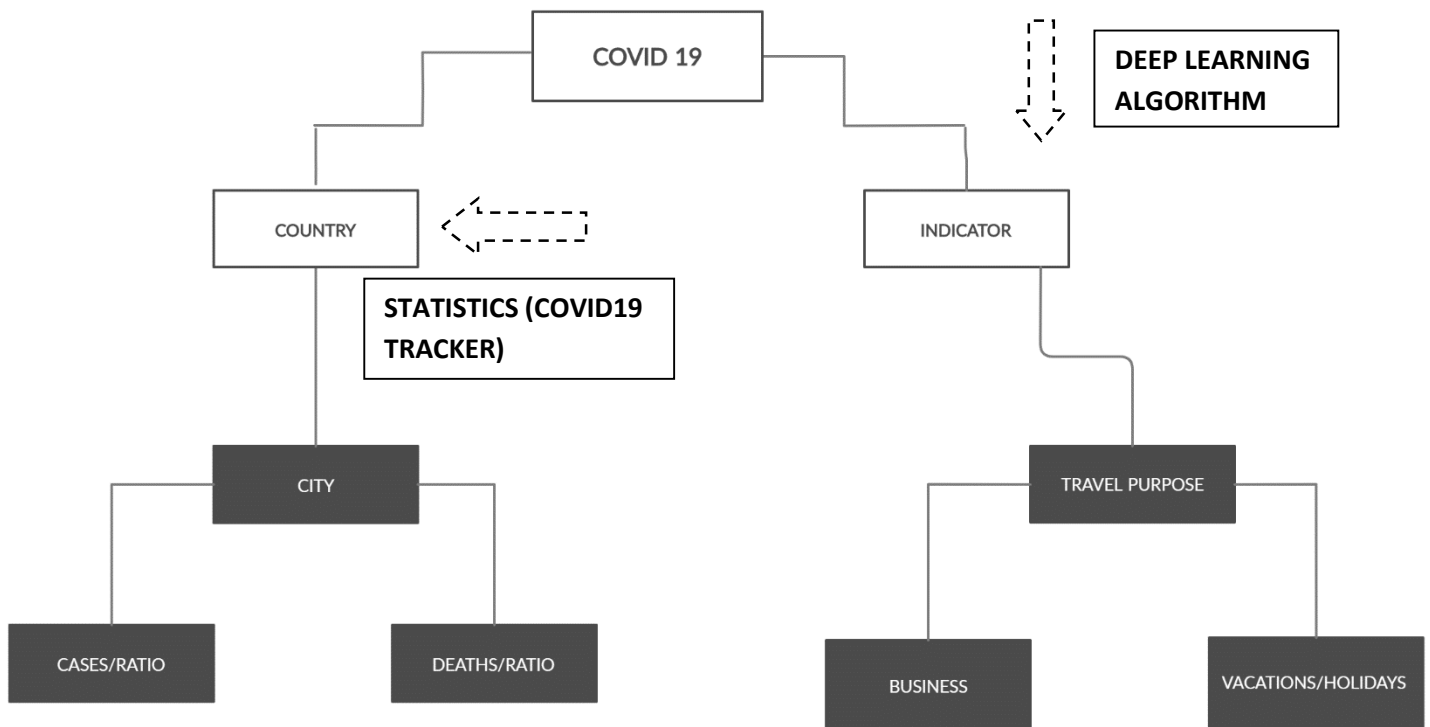 COVID 19
DEEP LEARNING
ALGORITHM
COUNTRY
INDICATOR
STATISTICS (COVID19
TRACKER)
CITY
TRAVEL PURPOSE
CASES/RATIO
DEATHS/RATIO
BUSINESS
VACATIONS/HOLIDAYS